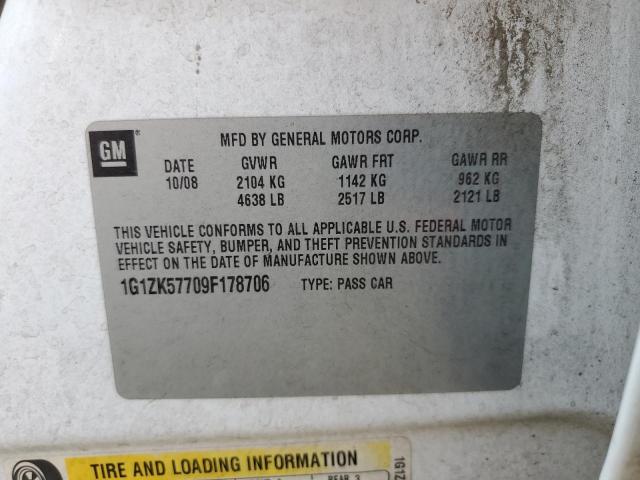 GM
MFD BY GENERAL MOTORS CORP.
DATE GVWR GAWR FRT GAWR RR
10/08 2104 KG 1142 KG 962 KG
4638 LB 2517 LB 2121 LB
THIS VEHICLE CONFORMS TO ALL APPLICABLE U.S. FEDERAL MOTOR
VEHICLE SAFETY, BUMPER, AND THEFT PREVENTION STANDARDS IN
EFFECT ON THE DATE OF MANUFACTURE SHOWN ABOVE.
1G1ZK57709F178706 TYPE: PASS CAR
TIRE AND LOADING INFORMATION
REAR 3
1G1Z